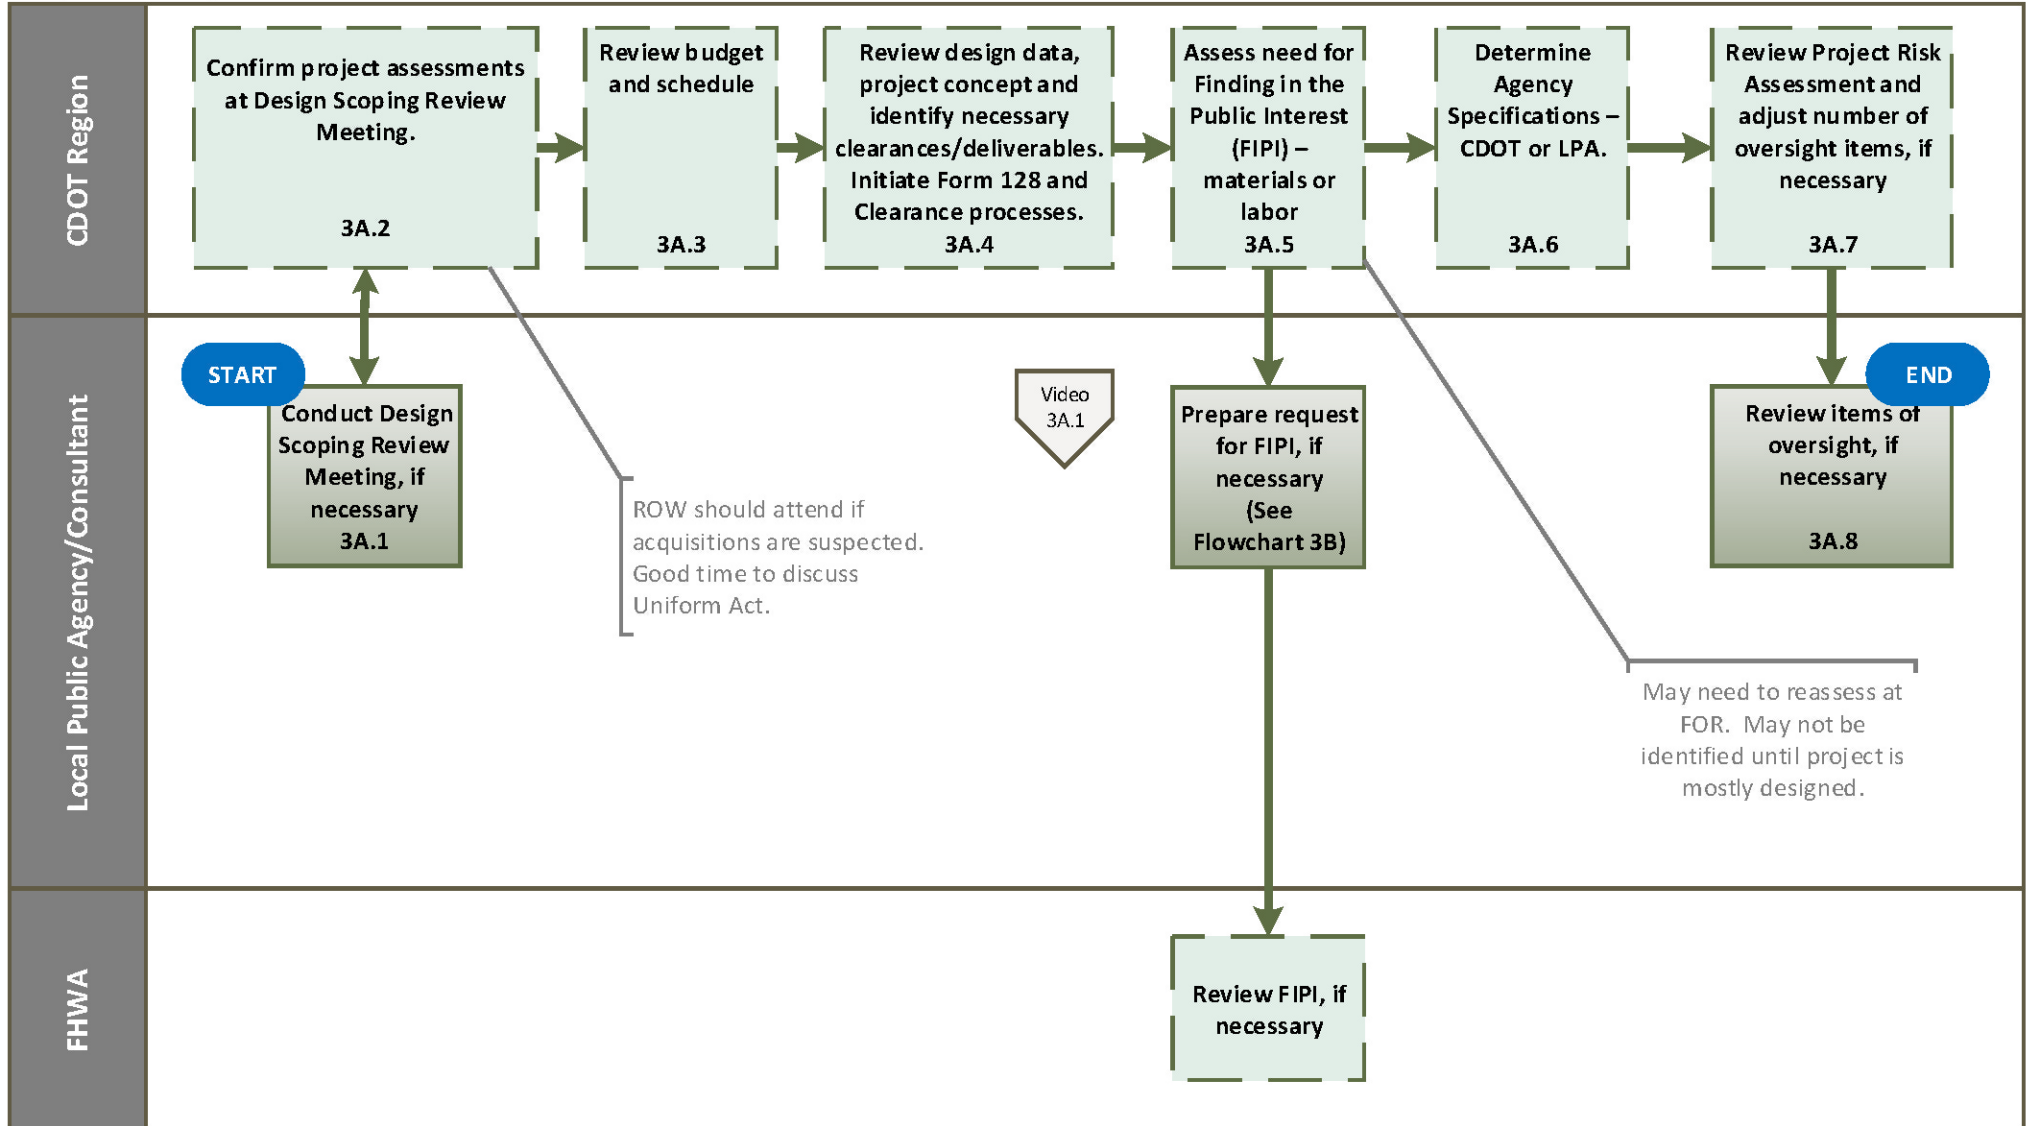 CDOT Region
Confirm project assessments
at Design Scoping Review
Meeting.
3A.2
Review budget
and schedule
3A.3
Review design data,
project concept and
identify necessary
clearances/deliverables.
Initiate Form 128 and
Clearance processes.
3A.4
Assess need for
Finding in the
Public Interest
(FIPI) –
materials or
labor
3A.5
Determine
Agency
Specifications –
CDOT or LPA.
3A.6
Review Project Risk
Assessment and
adjust number of
oversight items, if
necessary
3A.7
Local Public Agency/Consultant
START
Conduct Design
Scoping Review
Meeting, if
necessary
3A.1
ROW should attend if
acquisitions are suspected.
Good time to discuss
Uniform Act.
Video
3A.1
Prepare request
for FIPI, if
necessary
(See
Flowchart 3B)
END
Review items of
oversight, if
necessary
3A.8
May need to reassess at
FOR.  May not be
identified until project is
mostly designed.
FHWA
Review FIPI, if
necessary